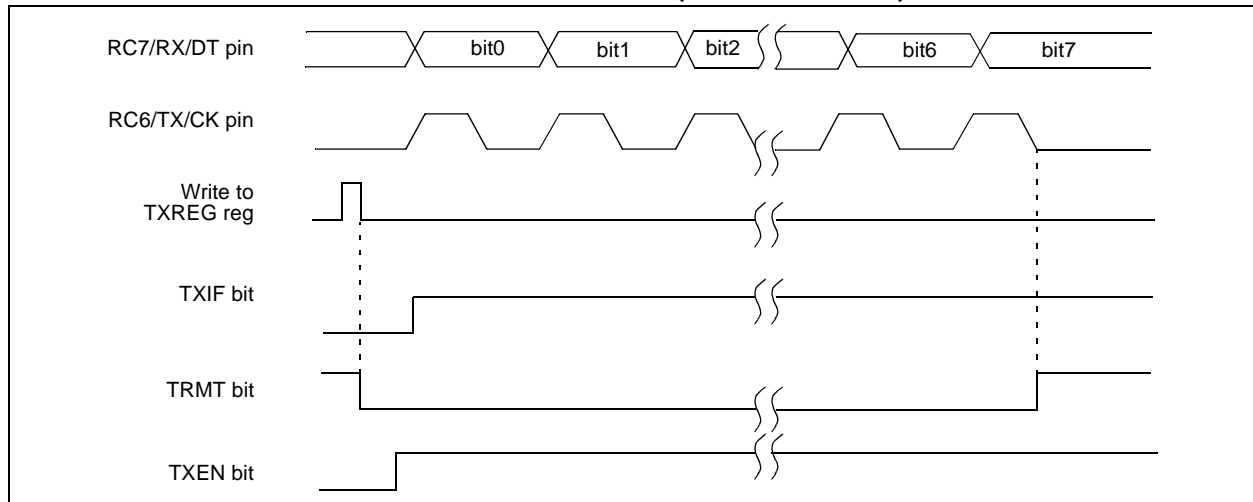 RC7/RX/DT pin
bit0
bit1
bit2
bit6
bit7
RC6/TX/CK pin
Write to
TXREG reg
TXIF bit
TRMT bit
TXEN bit